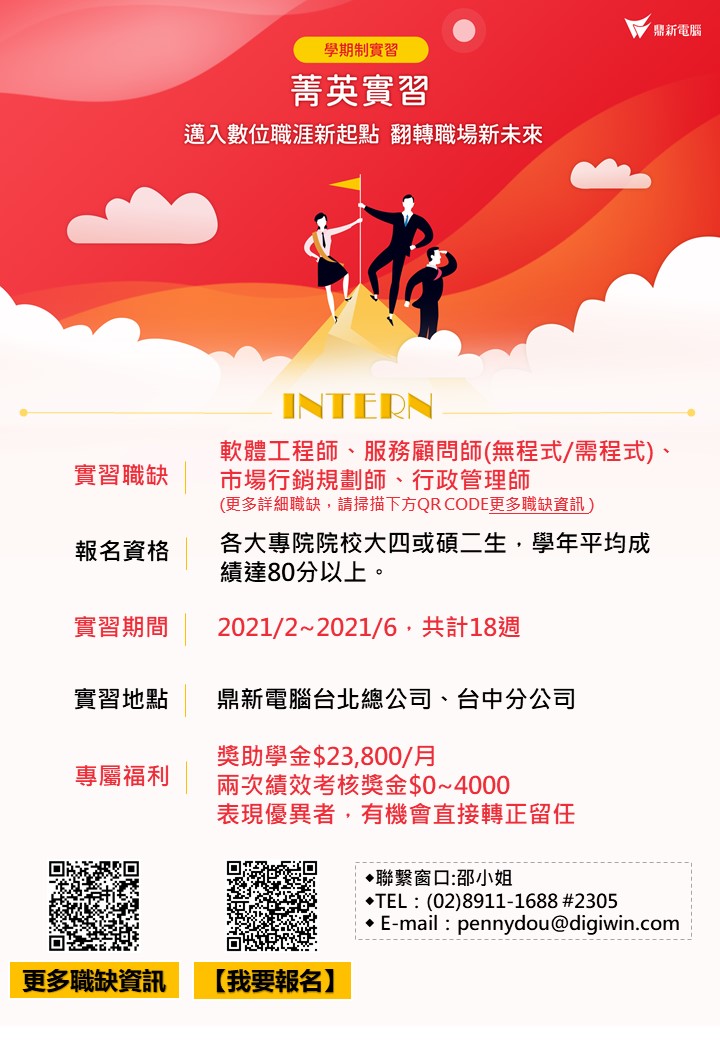 鼎新電腦
學期制實習
菁英實習
邁入數位職涯新起點 翻轉職場新未來
INTERN
實習職缺
軟體工程師、服務顧問師(無程式/需程式)、
市場行銷規劃師、行政管理師
(更多詳細職缺，請掃描下方QR CODE更多職缺資訊)
報名資格
各大專院院校大四或碩二生，學年平均成
績達80分以上。
實習期間
2021/2~2021/6，共計18週
實習地點
鼎新電腦台北總公司、台中分公司
專屬福利
獎助學金$23,800/月
兩次績效考核獎金$0~4000
表現優異者，有機會直接轉正留任
更多職缺資訊
【我要報名】
◆聯繫窗口:邵小姐
◆TEL：(02)8911-1688 #2305
◆ E-mail：pennydou@digiwin.com